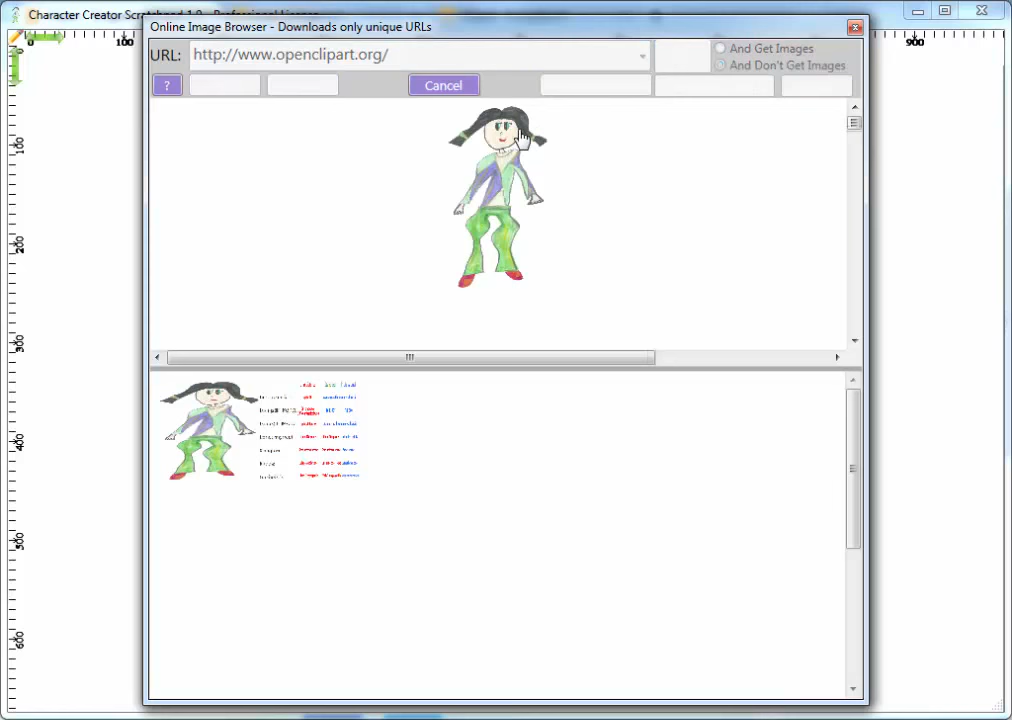 Character Creator Scratchpad 1.0 - Professional License
Online Image Browser - Downloads only unique URLs
URL: http://www.openclipart.org/
And Get Images
And Don't Get Images
?
Cancel
0
100
900
0
100
200
300
400
500
600